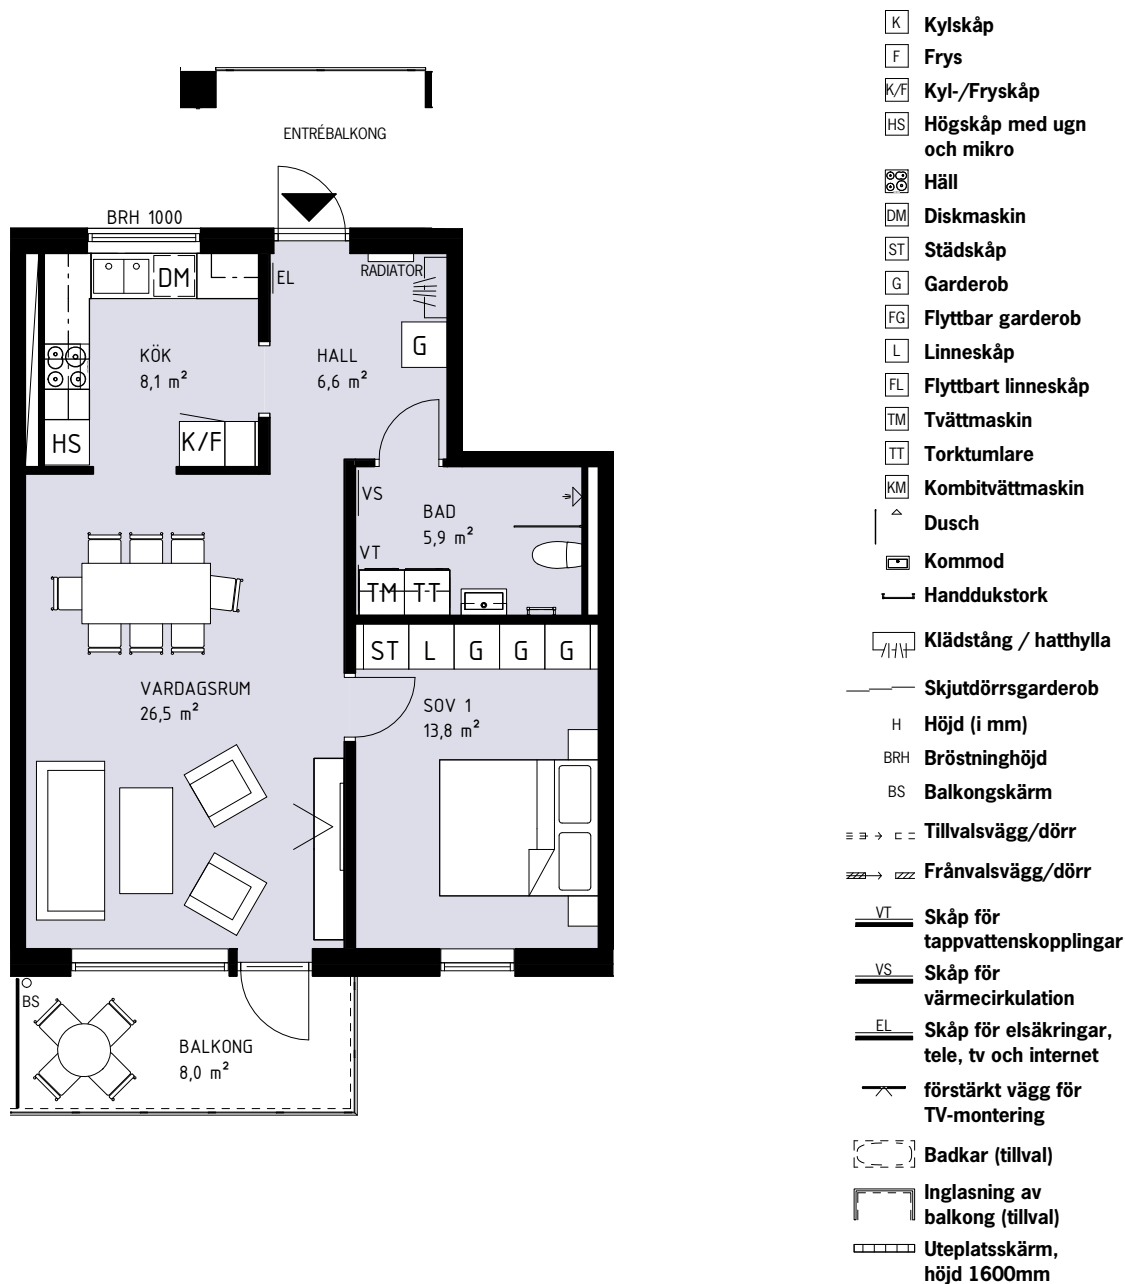 ENTRÉBALKONG
BRH 1000
DM
EL
RADIATOR
KÖK
8,1 m²
HALL
6,6 m²
G
HS
K/F
VS
BAD
5,9 m²
VT
TM
TT
ST
L
G
G
G
VARDAGSRUM
26,5 m²
SOV 1
13,8 m²
BS
BALKONG
8,0 m²
K Kylskåp
F Frys
K/F Kyl-/Fryskåp
HS Högskåp med ugn
och mikro
Häll
DM Diskmaskin
ST Städskåp
G Garderob
FG Flyttbar garderob
L Linneskåp
FL Flyttbart linneskåp
TM Tvättmaskin
TT Torktumlare
KM Kombitvättmaskin
Dusch
Kommod
Handdukstork
Klädstång / hatthylla
Skjutdörrsgarderob
H Höjd (i mm)
BRH Bröstninghöjd
BS Balkongskärm
Tillvalsvägg/dörr
Frånvalsvägg/dörr
VT Skåp för
tappvattenskopplingar
VS Skåp för
värmecirkulation
EL Skåp för elsäkringar,
tele, tv och internet
förstärkt vägg för
TV-montering
Badkar (tillval)
Inglasning av
balkong (tillval)
Uteplatsskärm,
höjd 1600mm